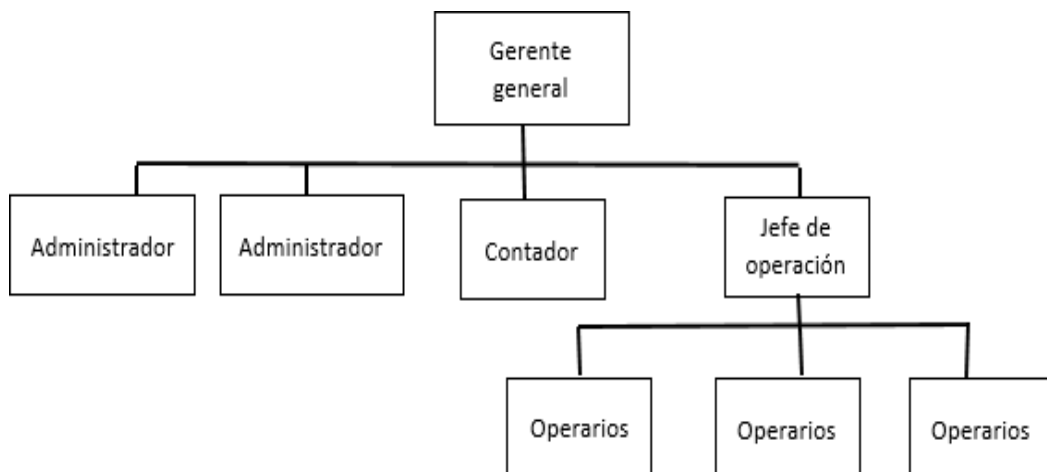 Gerente
general
Administrador
Administrador
Contador
Jefe de
operación
Operarios
Operarios
Operarios